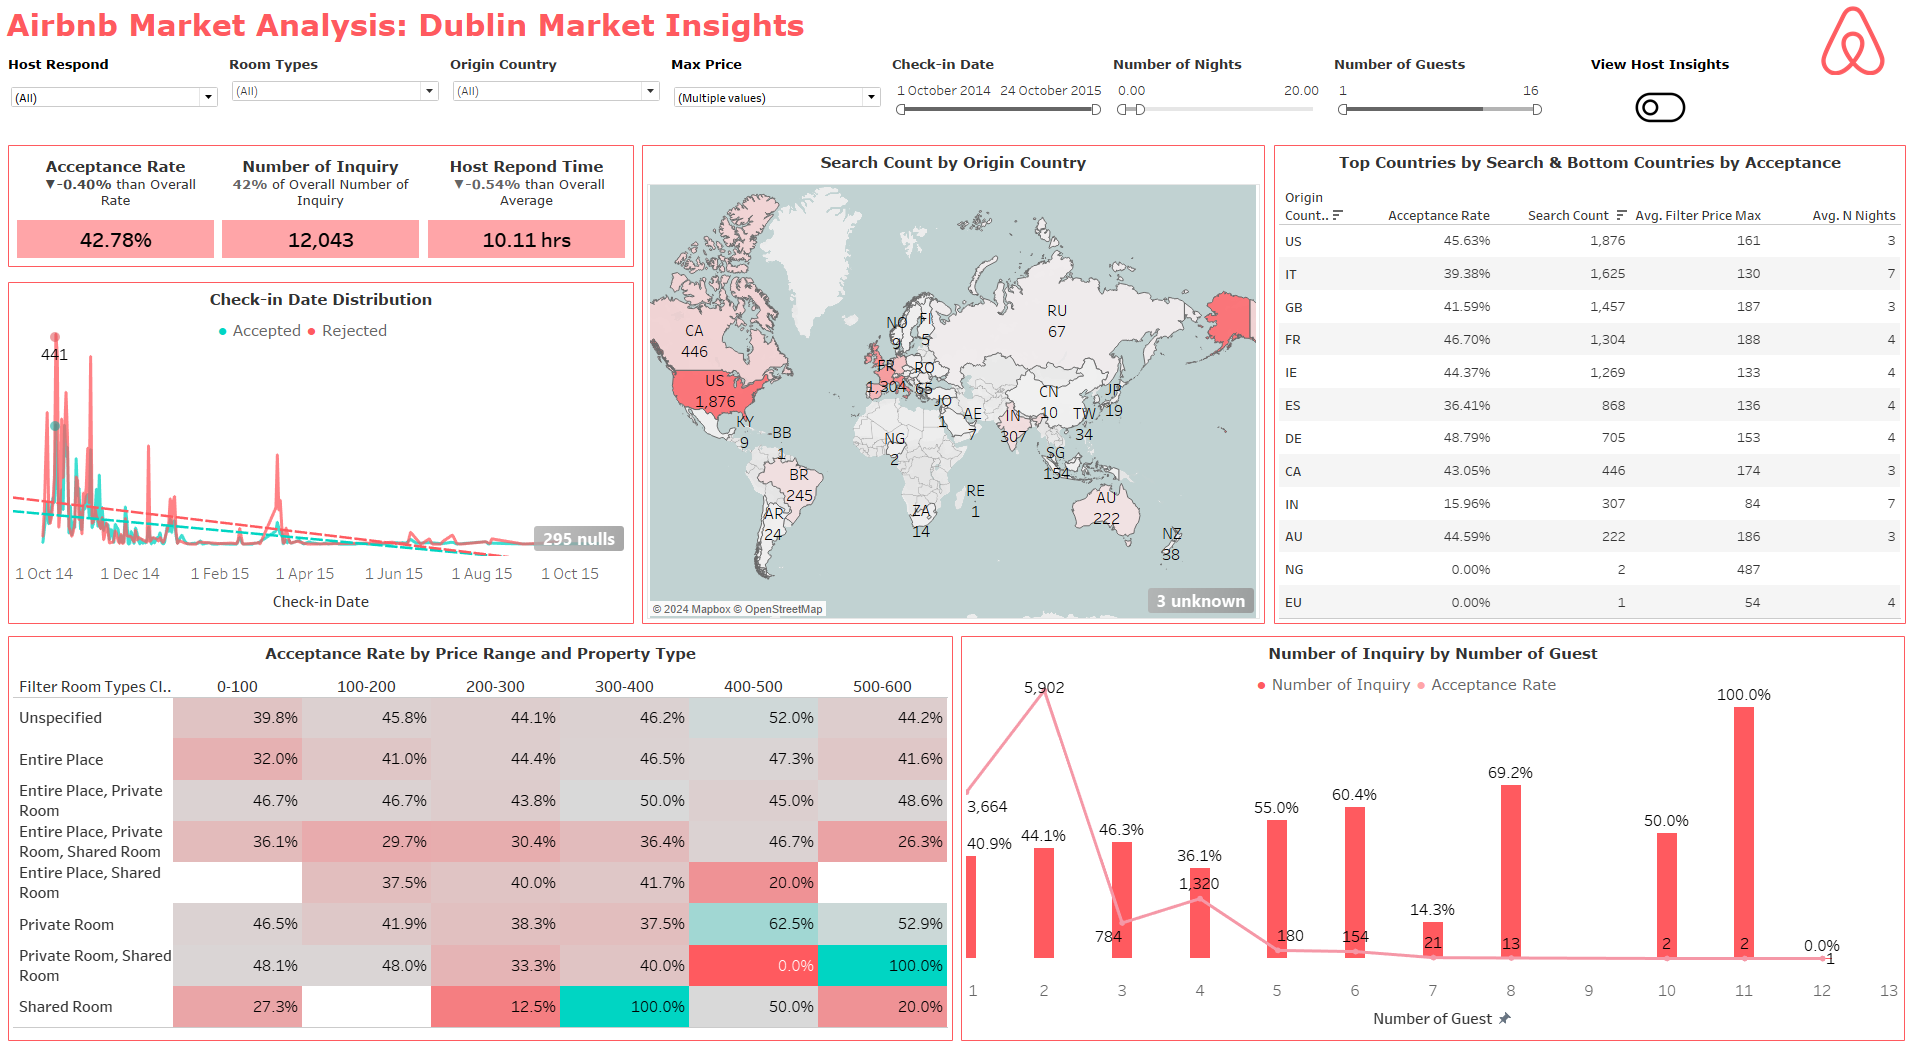 Airbnb Market Analysis: Dublin Market Insights
Host Respond
Room Types
Origin Country
Max Price
Check-in Date
Number of Nights
Number of Guests
View Host Insights
(All)
(All)
(All)
(Multiple values)
1 October 2014
24 October 2015
0.00
20.00
1
16
Acceptance Rate
▼-0.40% than Overall
Rate
42.78%
Number of Inquiry
42% of Overall Number of
Inquiry
12,043
Host Repond Time
▼-0.54% than Overall
Average
10.11 hrs
Check-in Date Distribution
Accepted
Rejected
441
295 nulls
1 Oct 14
1 Dec 14
1 Feb 15
1 Apr 15
1 Jun 15
1 Aug 15
1 Oct 15
Check-in Date
Search Count by Origin Country
CA
446
US
1,876
KY
9
BB
1
BR
245
AR
24
NO
9
FI
5
FR
1,304
RO
65
RU
67
JO
1
AE
7
NG
2
ZA
14
RE
1
IN
307
CN
10
JP
19
TW
34
SG
154
AU
222
NZ
38
© 2024 Mapbox © OpenStreetMap
3 unknown
Top Countries by Search & Bottom Countries by Acceptance
Origin
Count.. Acceptance Rate Search Count Avg. Filter Price Max Avg. N Nights
US 45.63% 1,876 161 3
IT 39.38% 1,625 130 7
GB 41.59% 1,457 187 3
FR 46.70% 1,304 188 4
IE 44.37% 1,269 133 4
ES 36.41% 868 136 4
DE 48.79% 705 153 4
CA 43.05% 446 174 3
IN 15.96% 307 84 7
AU 44.59% 222 186 3
NG 0.00% 2 487
EU 0.00% 1 54 4
Acceptance Rate by Price Range and Property Type
Filter Room Types Cl.. 0-100 100-200 200-300 300-400 400-500 500-600
Unspecified 39.8% 45.8% 44.1% 46.2% 52.0% 44.2%
Entire Place 32.0% 41.0% 44.4% 46.5% 47.3% 41.6%
Entire Place, Private
Room 46.7% 46.7% 43.8% 50.0% 45.0% 48.6%
Entire Place, Private
Room, Shared Room 36.1% 29.7% 30.4% 36.4% 46.7% 26.3%
Entire Place, Shared
Room 37.5% 40.0% 41.7% 20.0%
Private Room 46.5% 41.9% 38.3% 37.5% 62.5% 52.9%
Private Room, Shared
Room 48.1% 48.0% 33.3% 40.0% 0.0% 100.0%
Shared Room 27.3% 12.5% 100.0% 50.0% 20.0%
Number of Inquiry by Number of Guest
Number of Inquiry
Acceptance Rate
5,902
3,664
40.9%
44.1%
46.3%
784
36.1%
1,320
55.0%
180
60.4%
154
14.3%
21
69.2%
13
50.0%
2
100.0%
2
0.0%
1
1 2 3 4 5 6 7 8 9 10 11 12 13
Number of Guest